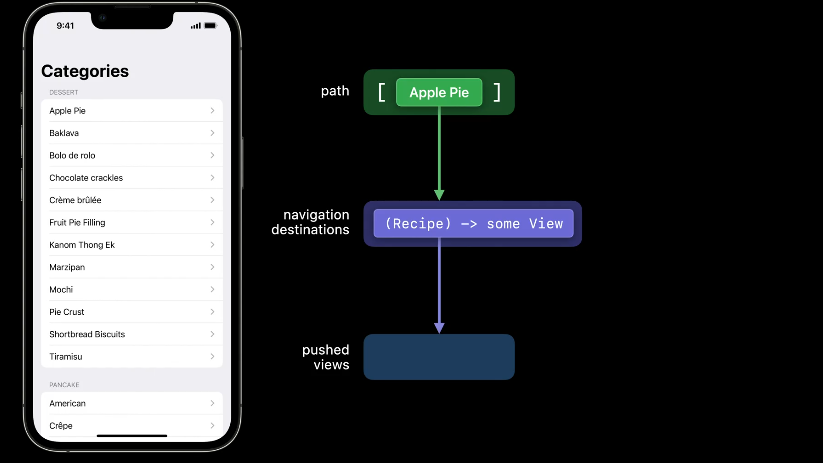 9:41
Categories
DESSERT
Apple Pie
Baklava
Bolo de rolo
Chocolate crackles
Crème brûlée
Fruit Pie Filling
Kanom Thong Ek
Marzipan
Mochi
Pie Crust
Shortbread Biscuits
Tiramisu
PANCAKE
American
Crêpe
path
[ Apple Pie ]
navigation
destinations
(Recipe) -> some View
pushed
views